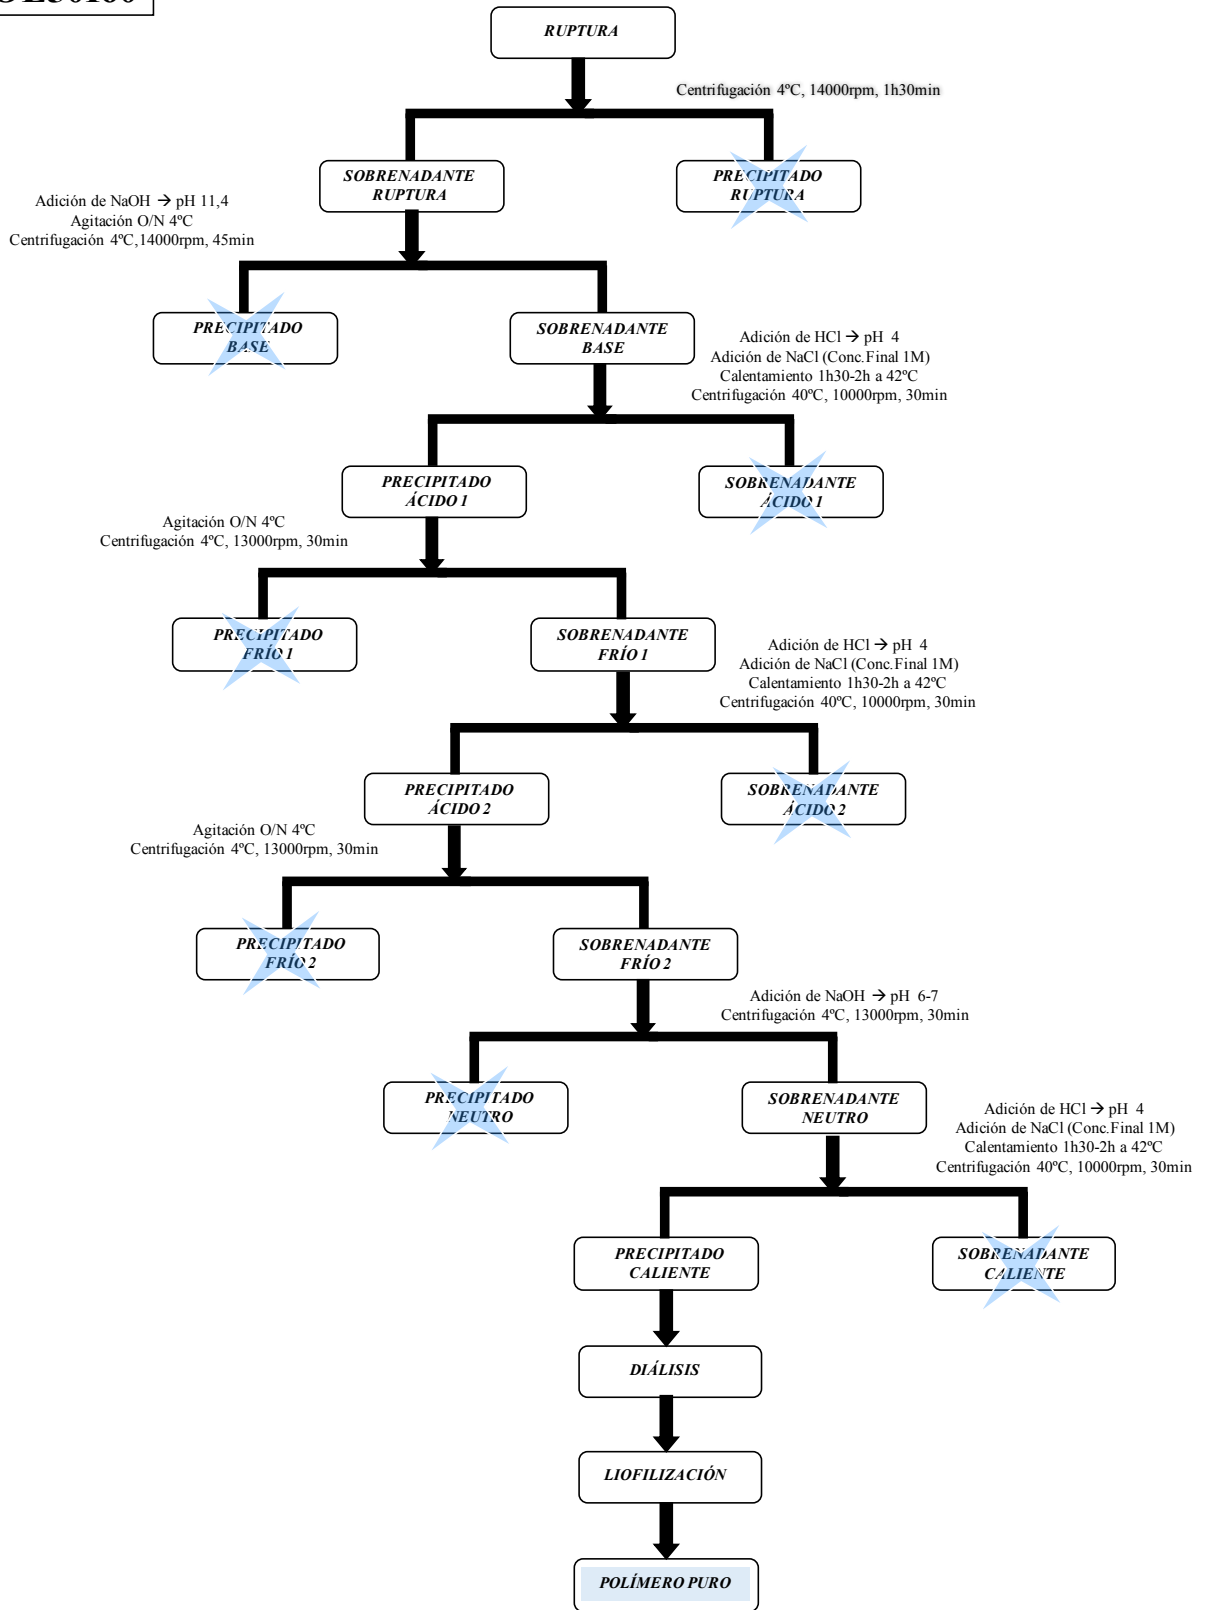 RUPTURA
Centrifugación 4ºC, 14000rpm, 1h30min
SOBRENADANTE
RUPTURA
PRECIPITADO
RUPTURA
Adición de NaOH → pH 11,4
Agitación O/N 4ºC
Centrifugación 4ºC,14000rpm, 45min
PRECIPITADO
BASE
SOBRENADANTE
BASE
Adición de HCl → pH 4
Adición de NaCl (Conc.Final 1M)
Calentamiento 1h30-2h a 42ºC
Centrifugación 40ºC, 10000rpm, 30min
PRECIPITADO
ÁCIDO 1
SOBRENADANTE
ÁCIDO 1
Agitación O/N 4ºC
Centrifugación 4ºC, 13000rpm, 30min
PRECIPITADO
FRÍO 1
SOBRENADANTE
FRÍO 1
Adición de HCl → pH 4
Adición de NaCl (Conc.Final 1M)
Calentamiento 1h30-2h a 42ºC
Centrifugación 40ºC, 10000rpm, 30min
PRECIPITADO
ÁCIDO 2
SOBRENADANTE
ÁCIDO 2
Agitación O/N 4ºC
Centrifugación 4ºC, 13000rpm, 30min
PRECIPITADO
FRÍO 2
SOBRENADANTE
FRÍO 2
Adición de NaOH → pH 6-7
Centrifugación 4ºC, 13000rpm, 30min
PRECIPITADO
NEUTRO
SOBRENADANTE
NEUTRO
Adición de HCl → pH 4
Adición de NaCl (Conc.Final 1M)
Calentamiento 1h30-2h a 42ºC
Centrifugación 40ºC, 10000rpm, 30min
PRECIPITADO
CALIENTE
SOBRENADANTE
CALIENTE
DIÁLISIS
LIOFILIZACIÓN
POLÍMERO PURO